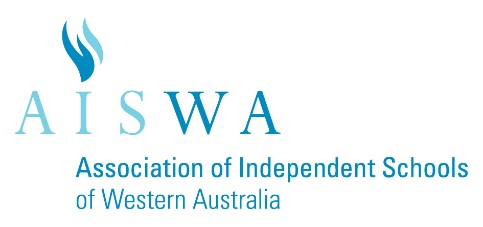 AISWA
Association of Independent Schools
of Western Australia